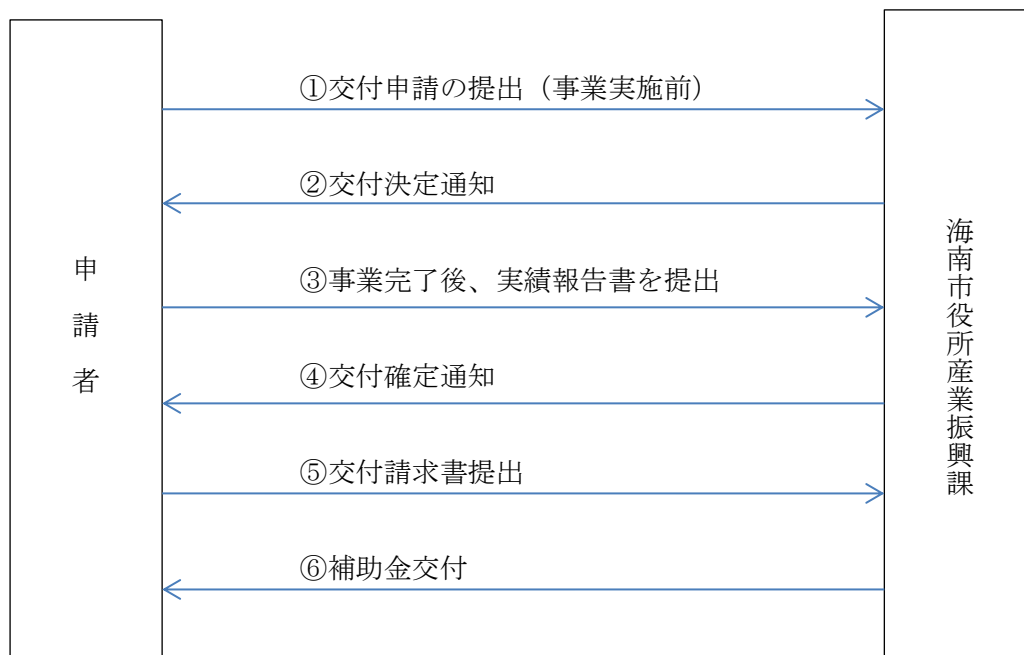 ①交付申請の提出（事業実施前）
②交付決定通知
③事業完了後、実績報告書を提出
④交付確定通知
⑤交付請求書提出
⑥補助金交付
申請者
海南市役所産業振興課